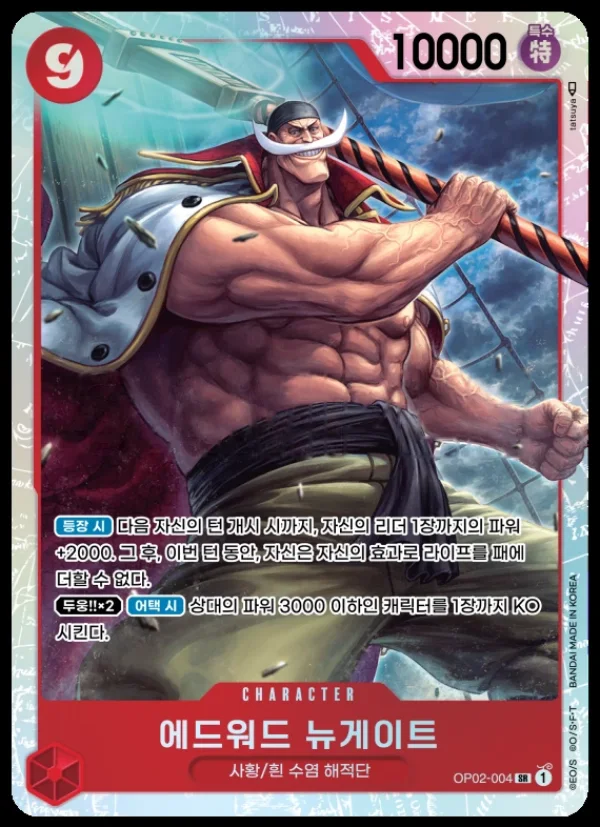 9
10000
특수
特
tatsuya
등장 시 다음 자신의 턴 개시 시까지, 자신의 리더 1장까지의 파워
+2000. 그 후, 이번 턴 동안, 자신은 자신의 효과로 라이프를 패에
더할 수 없다.
두웅!!×2 어택 시 상대의 파워 3000 이하인 캐릭터를 1장까지 KO
시킨다.
CHARACTER
에드워드 뉴게이트
사황/흰 수염 해적단
OP02-004 SR 1
©EO/S ©O/S·F·T BANDAI MADE IN KOREA